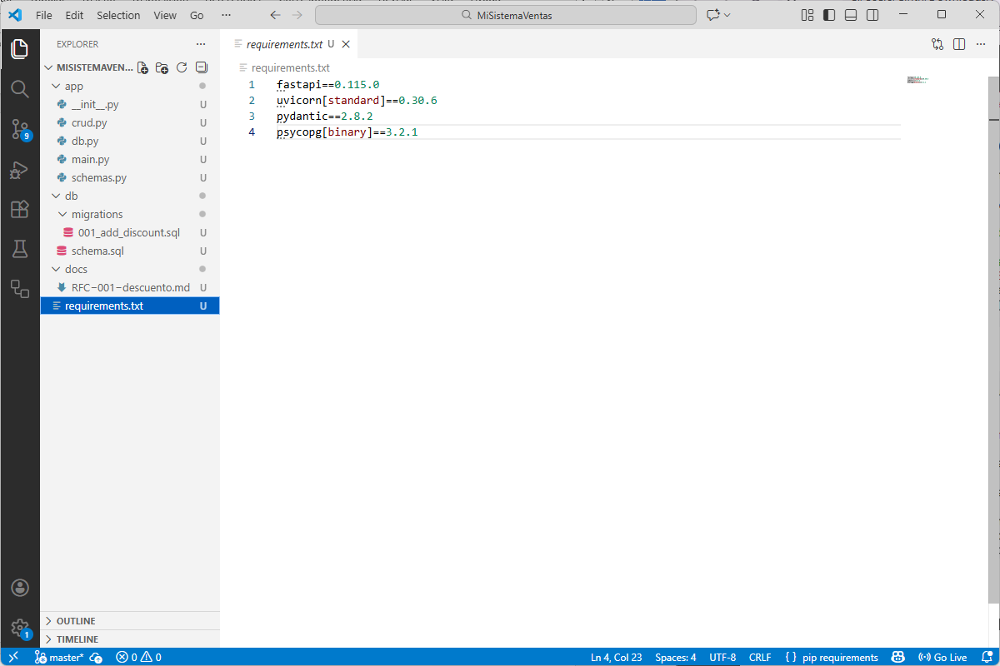 File Edit Selection View Go ··· MiSistemaVentas
EXPLORER ···
MISISTEMAVEN...
app
__init__.py U
crud.py U
db.py U
main.py U
schemas.py U
db
migrations
001_add_discount.sql U
schema.sql U
docs
RFC-001-descuento.md U
requirements.txt U
OUTLINE
TIMELINE
9
1
requirements.txt U
requirements.txt
1 fastapi==0.115.0
2 uvicorn[standard]==0.30.6
3 pydantic==2.8.2
4 psycopg[binary]==3.2.1
master* 0 0 Ln 4, Col 23 Spaces: 4 UTF-8 CRLF { } pip requirements Go Live